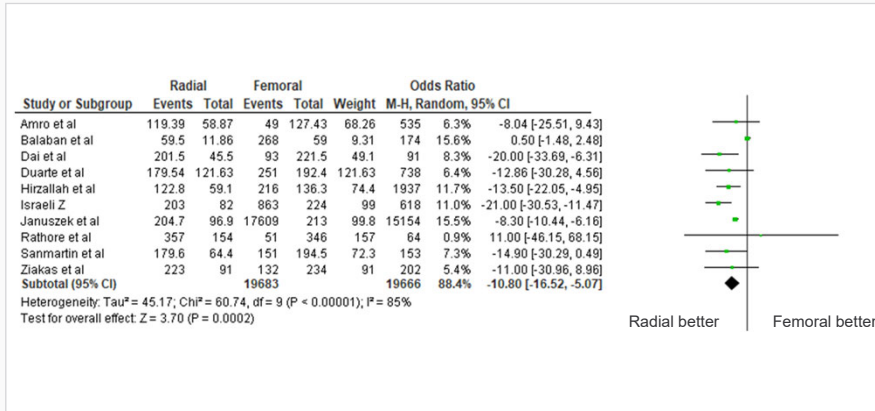 Radial Femoral Odds Ratio
Study or Subgroup Events Total Events Total Weight M-H, Random, 95% CI
Amro et al 119.39 58.87 49 127.43 68.26 535 6.3% -8.04 [-25.51, 9.43]
Balaban et al 59.5 11.86 268 59 9.31 174 15.6% 0.50 [-1.48, 2.48]
Dai et al 201.5 45.5 93 221.5 49.1 91 8.3% -20.00 [-33.69, -6.31]
Duarte et al 179.54 121.63 251 192.4 121.63 738 6.4% -12.86 [-30.28, 4.56]
Hirzallah et al 122.8 59.1 216 136.3 74.4 1937 11.7% -13.50 [-22.05, -4.95]
Israeli Z 203 82 863 224 99 618 11.0% -21.00 [-30.53, -11.47]
Januszek et al 204.7 96.9 17609 213 99.8 15154 15.5% -8.30 [-10.44, -6.16]
Rathore et al 357 154 51 346 157 64 0.9% 11.00 [-46.15, 68.15]
Sanmartin et al 179.6 64.4 151 194.5 72.3 153 7.3% -14.90 [-30.29, 0.49]
Ziakas et al 223 91 132 234 91 202 5.4% -11.00 [-30.96, 8.96]
Subtotal (95% CI) 19683 19666 88.4% -10.80 [-16.52, -5.07]
Heterogeneity: Tau² = 45.17; Chi² = 60.74, df = 9 (P < 0.00001); I² = 85%
Test for overall effect: Z = 3.70 (P = 0.0002)
Radial better Femoral better